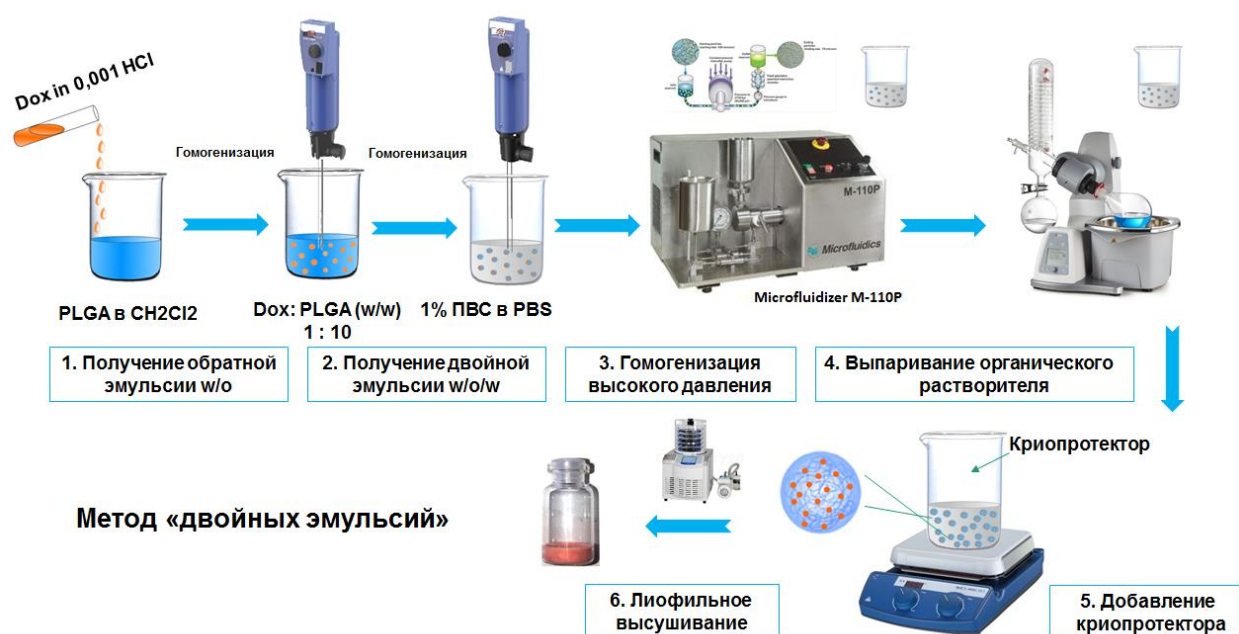 Dox in 0,001 HCl
Гомогенизация
Гомогенизация
PLGA в CH2Cl2
Dox: PLGA (w/w)
1 : 10
1% ПВС в PBS
M-110P
Microfluidics
Microfluidizer M-110P
1. Получение обратной
эмульсии w/o
2. Получение двойной
эмульсии w/o/w
3. Гомогенизация
высокого давления
4. Выпаривание органического
растворителя
Криопротектор
Метод «двойных эмульсий»
6. Лиофильное
высушивание
5. Добавление
криопротектора